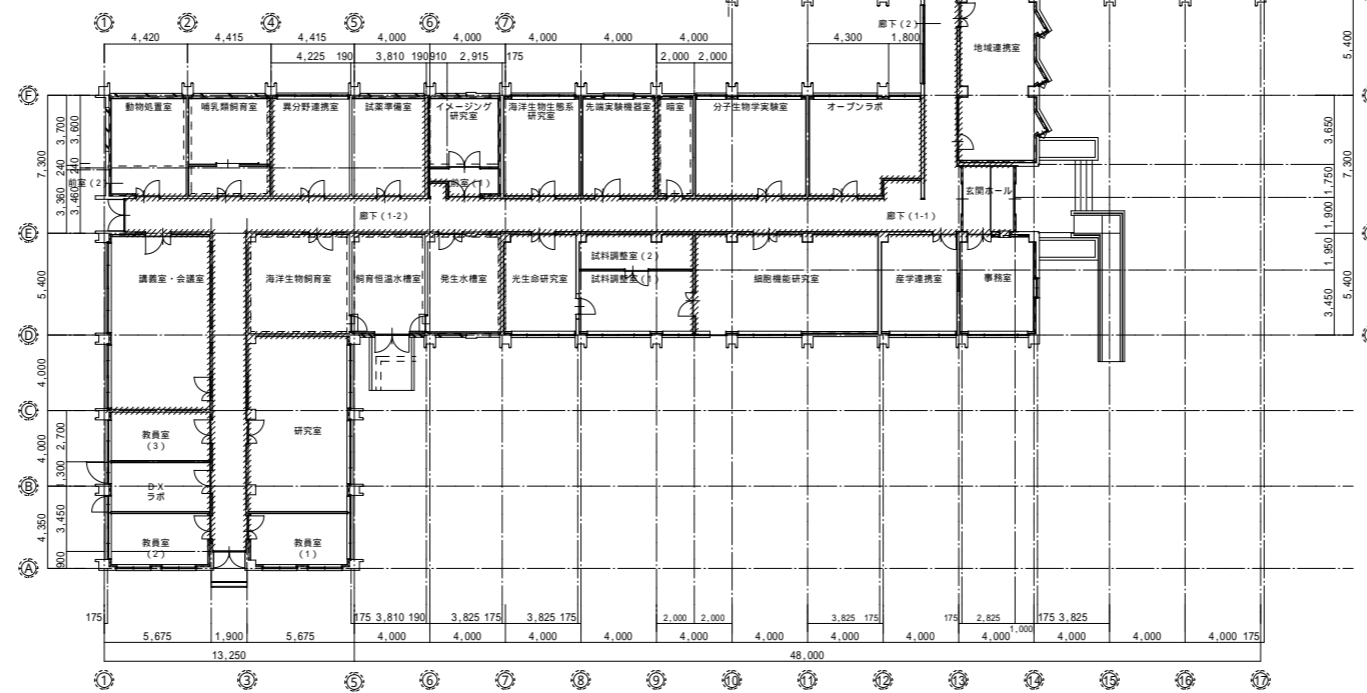 ① ② ④ ⑤ ⑥ ⑦
4,420 4,415 4,415 4,000 4,000 4,000 4,000 4,000 4,300 1,800
4,225 190 3,810 190 910 2,915 175 2,000 2,000
廊下(2)
地域連携室
5,400
Ⓕ
動物処置室 哺乳類飼育室 異分野連携室 試薬準備室 イメージング
研究室
海洋生物生態系
研究室
先端実験機器室 暗室 分子生物学実験室 オープンラボ
3,700 3,600
7,300 240 240
3,360 3,460
前室(2)
前室(1)
3,650
1,750 7,300
1,900
玄関ホール
廊下(1-2) 廊下(1-1)
Ⓔ
講義室・会議室 海洋生物飼育室 飼育恒温水槽室 発生水槽室 光生命研究室
試料調整室(2)
試料調整室(1)
細胞機能研究室 産学連携室 事務室
5,400
1,950
3,450 5,400
Ⓓ
4,000
Ⓒ
教員室
(3)
研究室
4,000 2,700
1,300
Ⓑ
DX
ラボ
4,350 3,450
教員室
(2)
教員室
(1)
900
Ⓐ
175 175 3,810 190 3,825 175 3,825 175 2,000 2,000 3,825 175 175 2,825 1,000 175 3,825
5,675 1,900 5,675 4,000 4,000 4,000 4,000 4,000 4,000 4,000 4,000 4,000 4,000 4,000 4,000 175
13,250 48,000
① ③ ⑤ ⑥ ⑦ ⑧ ⑨ ⑩ ⑪ ⑫ ⑬ ⑭ ⑮ ⑯ ⑰